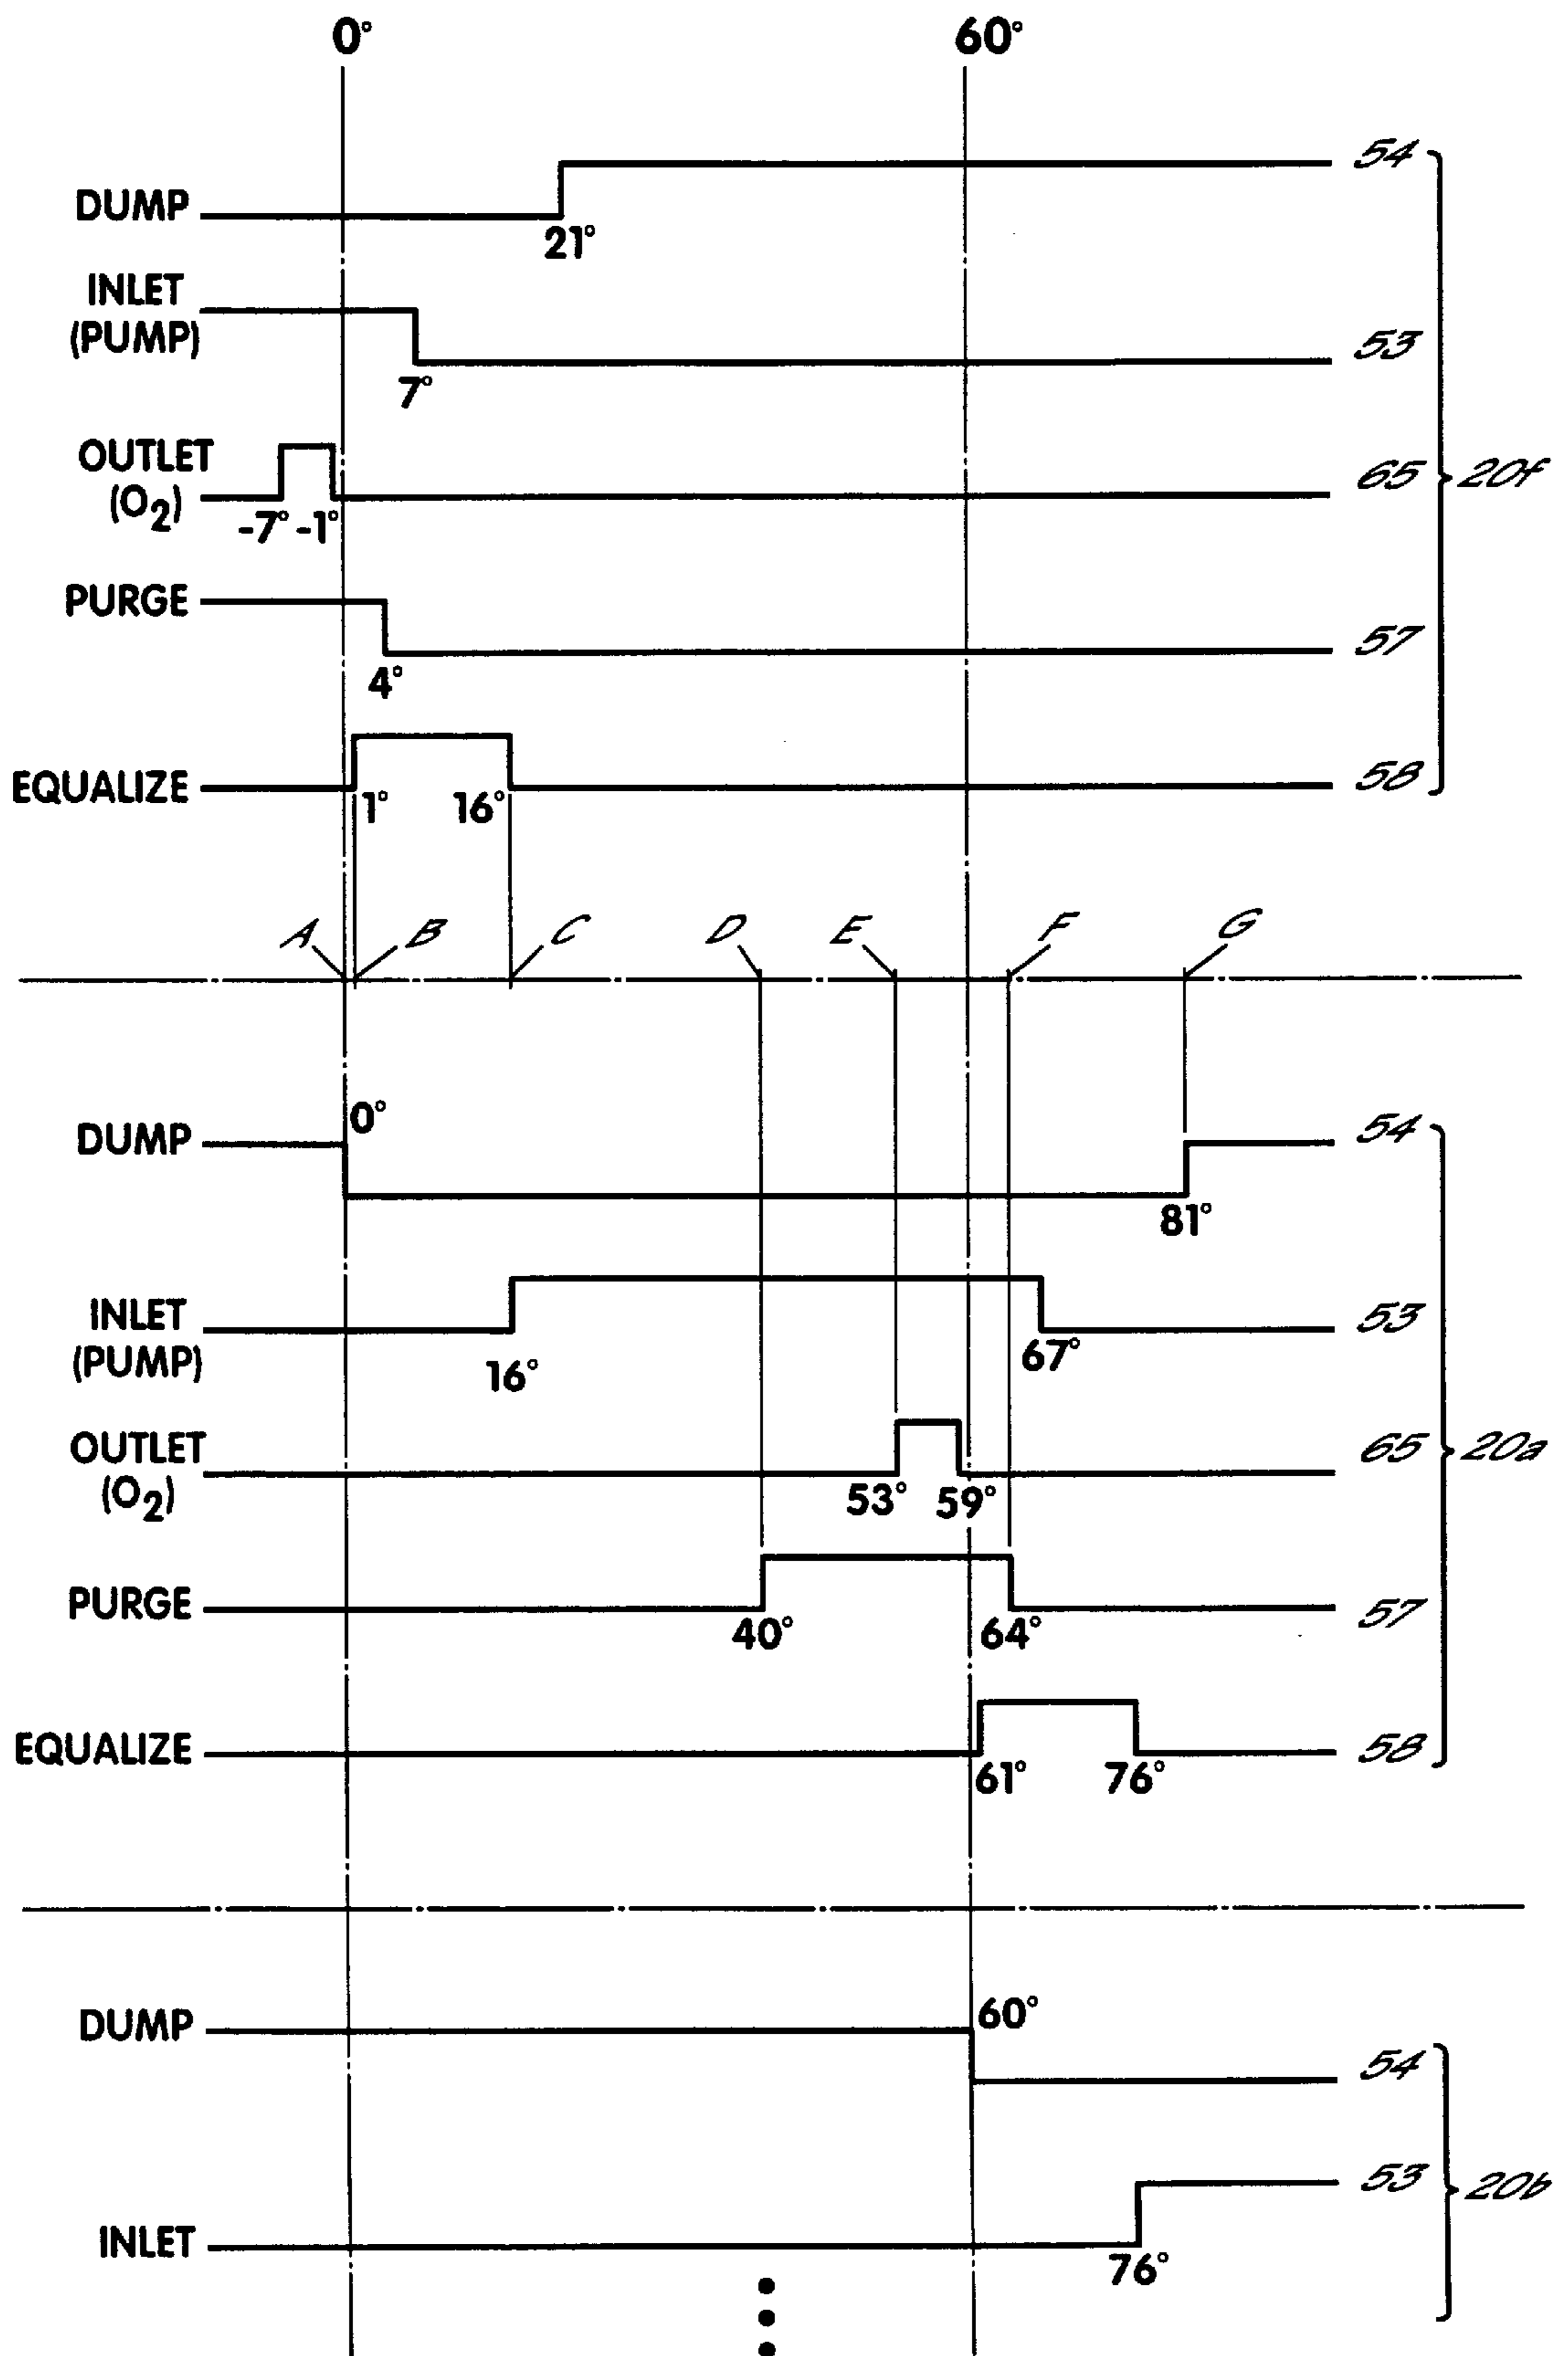 0° 60°
DUMP 54
21°
INLET
(PUMP) 53
7°
OUTLET
(O2) 65 20f
-7° -1°
PURGE 57
4°
EQUALIZE 58
1° 16°
A B C D E F G
0°
DUMP 54
81°
INLET 53
(PUMP)
16° 67°
OUTLET 65 20a
(O2)
53° 59°
PURGE 57
40° 64°
EQUALIZE 58
61° 76°
60°
DUMP 54
53 20b
INLET
76°